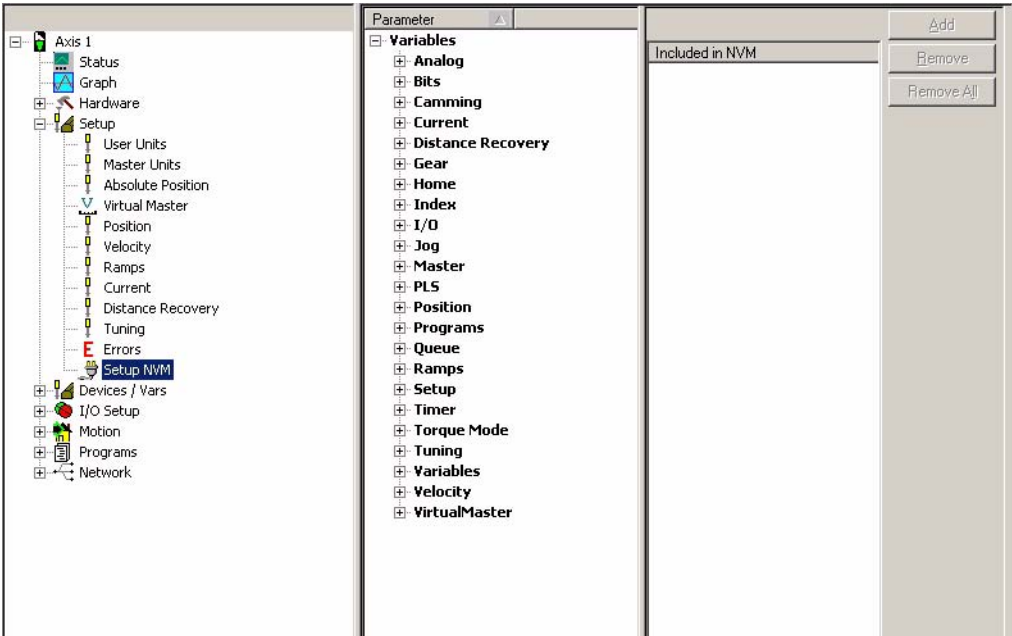 Axis 1
Status
Graph
Hardware
Setup
User Units
Master Units
Absolute Position
Virtual Master
Position
Velocity
Ramps
Current
Distance Recovery
Tuning
E Errors
Setup NVM
Devices / Vars
I/O Setup
Motion
Programs
Network
Parameter
Variables
Analog
Bits
Camming
Current
Distance Recovery
Gear
Home
Index
I/O
Jog
Master
PLS
Position
Programs
Queue
Ramps
Setup
Timer
Torque Mode
Tuning
Variables
Velocity
VirtualMaster
Included in NVM
Add
Remove
Remove All